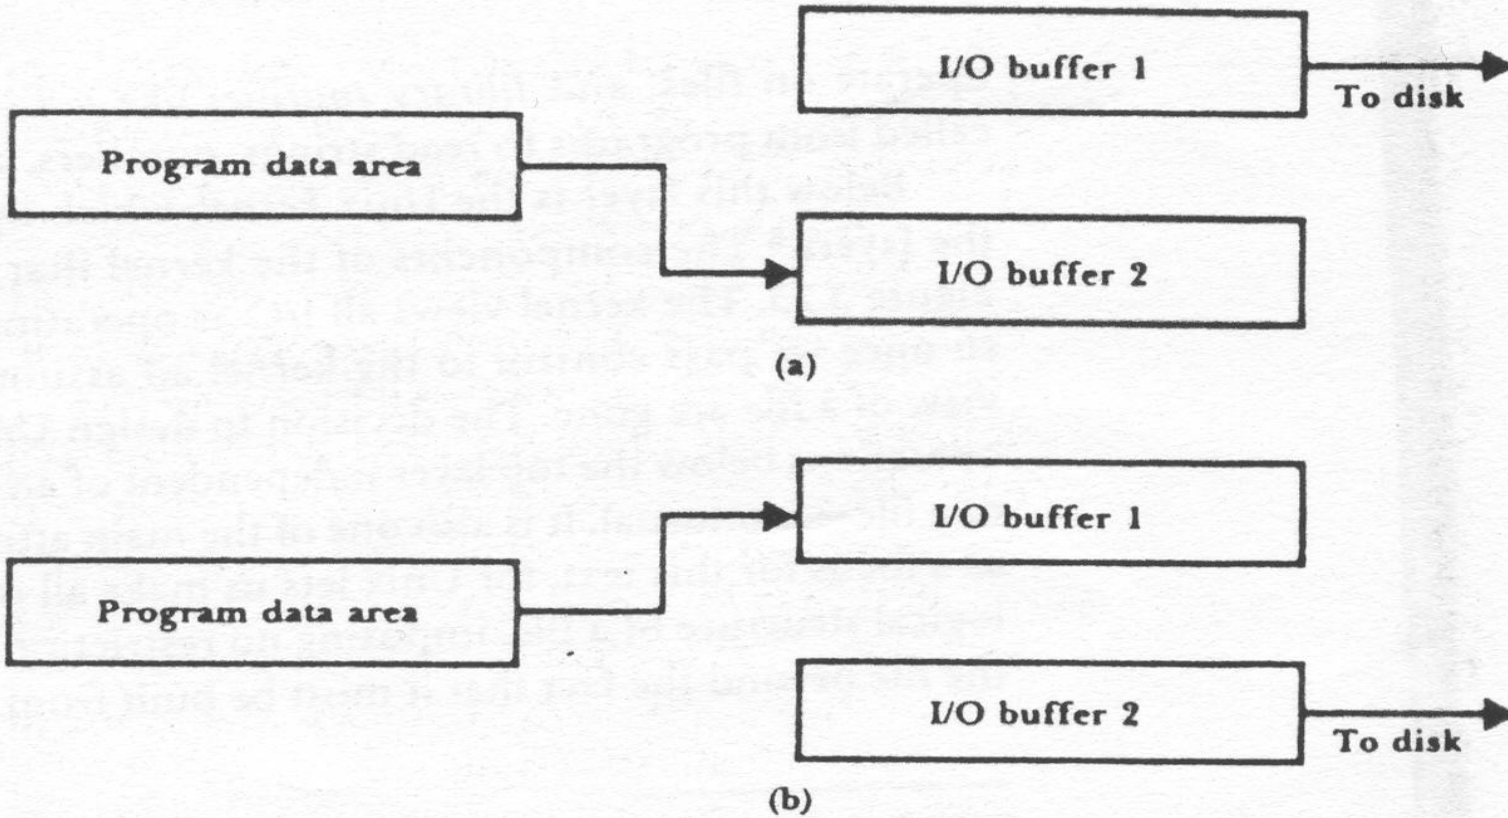 I/O buffer 1
To disk
Program data area
I/O buffer 2
(a)
I/O buffer 1
Program data area
I/O buffer 2
To disk
(b)